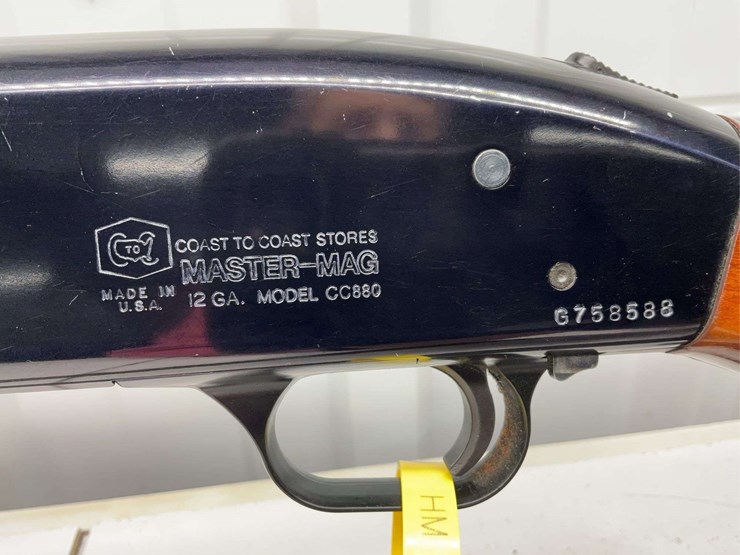 C TO C
COAST TO COAST STORES
MASTER-MAG
MADE IN
U.S.A.
12 GA. MODEL CC880
G758588
HM